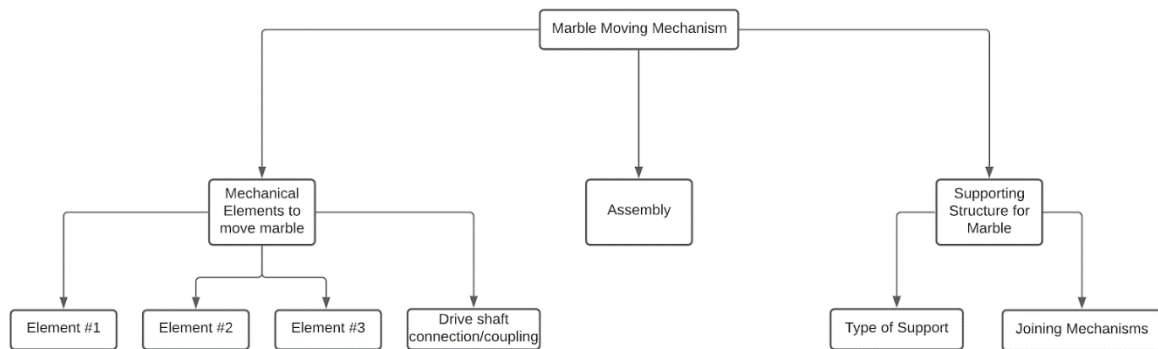 Marble Moving Mechanism
Mechanical
Elements to
move marble
Assembly
Supporting
Structure for
Marble
Element #1
Element #2
Element #3
Drive shaft
connection/coupling
Type of Support
Joining Mechanisms